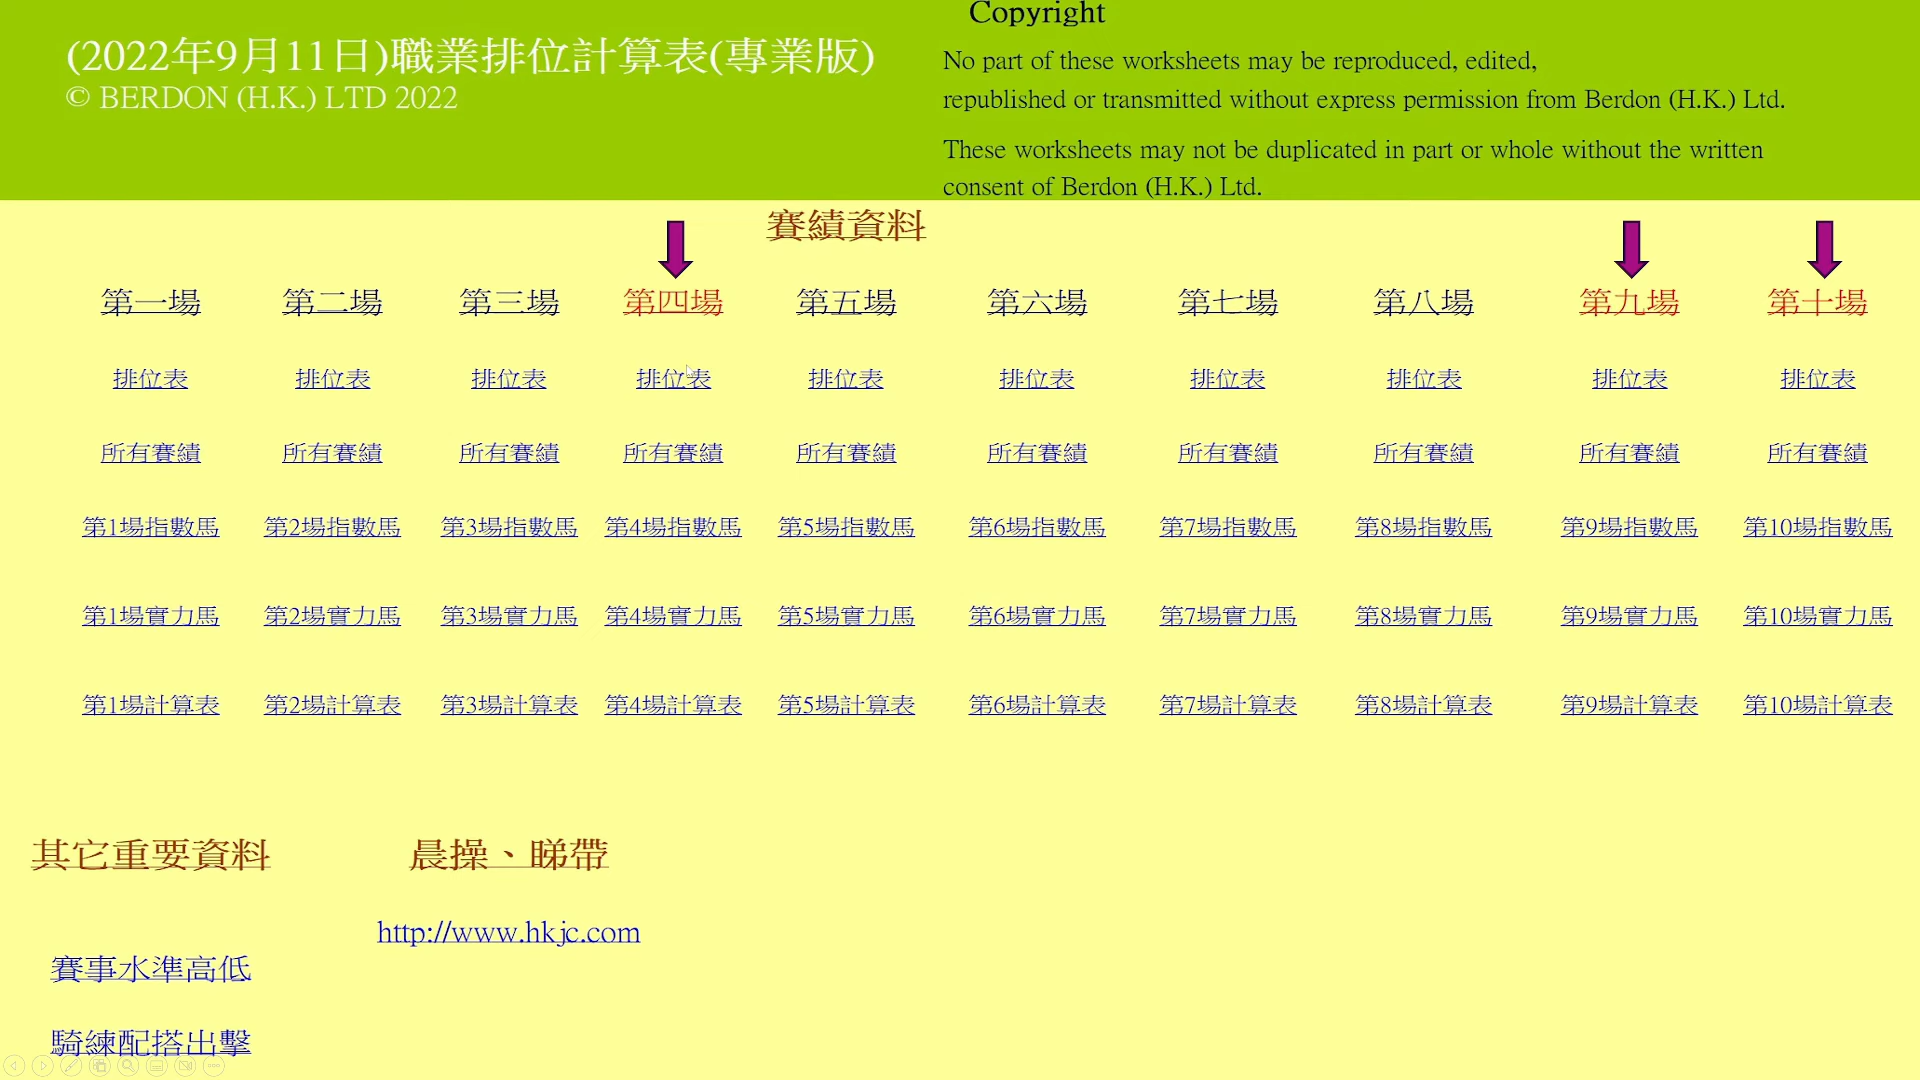 Copyright
(2022年9月11日)職業排位計算表(專業版)
© BERDON (H.K.) LTD 2022
No part of these worksheets may be reproduced, edited,
republished or transmitted without express permission from Berdon (H.K.) Ltd.
These worksheets may not be duplicated in part or whole without the written
consent of Berdon (H.K.) Ltd.
賽績資料
第一場 第二場 第三場 第四場 第五場 第六場 第七場 第八場 第九場 第十場
排位表 排位表 排位表 排位表 排位表 排位表 排位表 排位表 排位表 排位表
所有賽績 所有賽績 所有賽績 所有賽績 所有賽績 所有賽績 所有賽績 所有賽績 所有賽績 所有賽績
第1場指數馬 第2場指數馬 第3場指數馬 第4場指數馬 第5場指數馬 第6場指數馬 第7場指數馬 第8場指數馬 第9場指數馬 第10場指數馬
第1場實力馬 第2場實力馬 第3場實力馬 第4場實力馬 第5場實力馬 第6場實力馬 第7場實力馬 第8場實力馬 第9場實力馬 第10場實力馬
第1場計算表 第2場計算表 第3場計算表 第4場計算表 第5場計算表 第6場計算表 第7場計算表 第8場計算表 第9場計算表 第10場計算表
其它重要資料 晨操、睇帶
http://www.hkjc.com
賽事水準高低
騎練配搭出擊